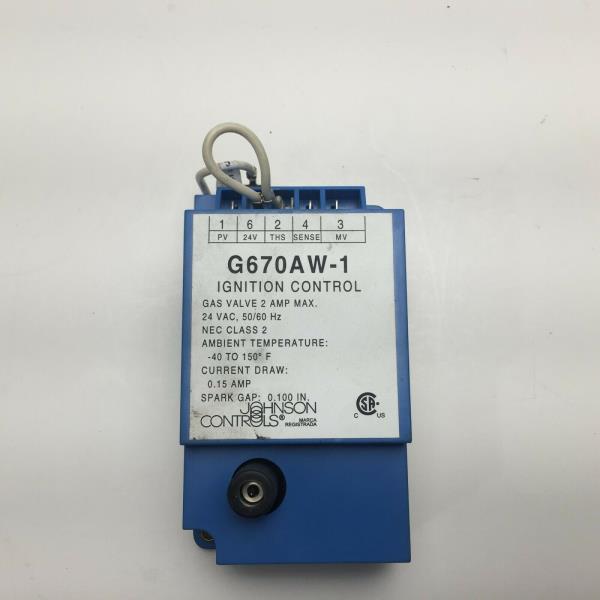 1 6 2 4 3
PV 24V THS SENSE MV
G670AW-1
IGNITION CONTROL
GAS VALVE 2 AMP MAX.
24 VAC, 50/60 Hz
NEC CLASS 2
AMBIENT TEMPERATURE:
-40 TO 150° F
CURRENT DRAW:
0.15 AMP
SPARK GAP: 0.100 IN.
JOHNSON
CONTROLS®
MARCA
REGISTRADA
CSA
C US